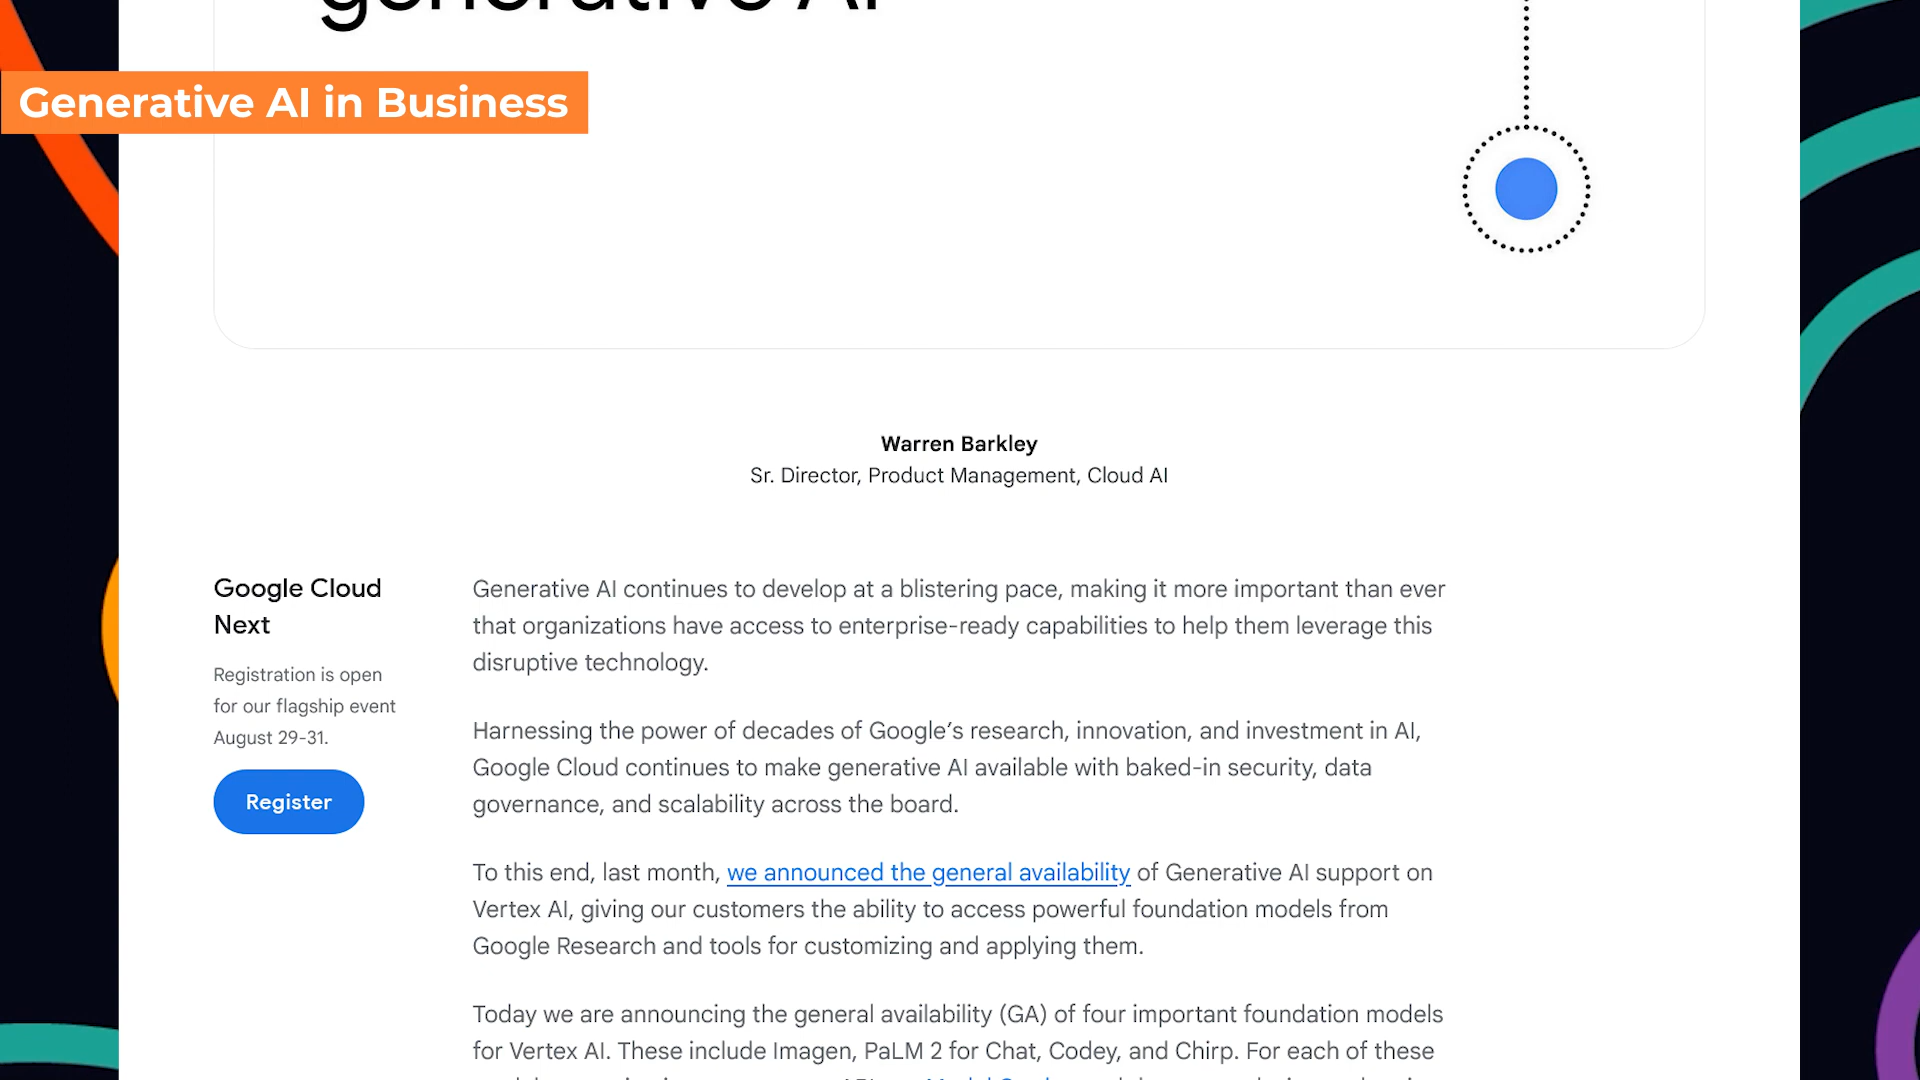 generative AI
Generative AI in Business
Warren Barkley
Sr. Director, Product Management, Cloud AI
Google Cloud
Next
Registration is open
for our flagship event
August 29-31.
Register
Generative AI continues to develop at a blistering pace, making it more important than ever
that organizations have access to enterprise-ready capabilities to help them leverage this
disruptive technology.
Harnessing the power of decades of Google’s research, innovation, and investment in AI,
Google Cloud continues to make generative AI available with baked-in security, data
governance, and scalability across the board.
To this end, last month, we announced the general availability of Generative AI support on
Vertex AI, giving our customers the ability to access powerful foundation models from
Google Research and tools for customizing and applying them.
Today we are announcing the general availability (GA) of four important foundation models
for Vertex AI. These include Imagen, PaLM 2 for Chat, Codey, and Chirp. For each of these